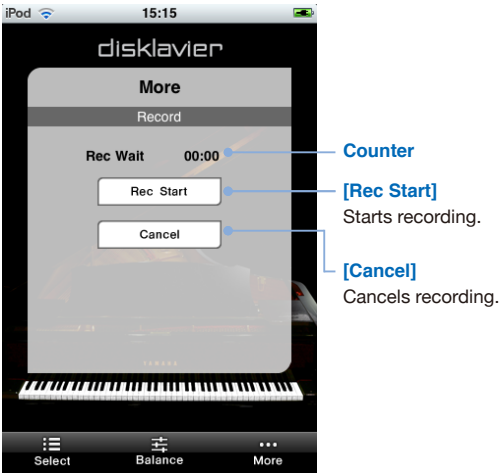 iPod 15:15
disklavier
More
Record
Rec Wait 00:00
Rec Start
Cancel
YAMAHA
Select Balance More
Counter
[Rec Start]
Starts recording.
[Cancel]
Cancels recording.